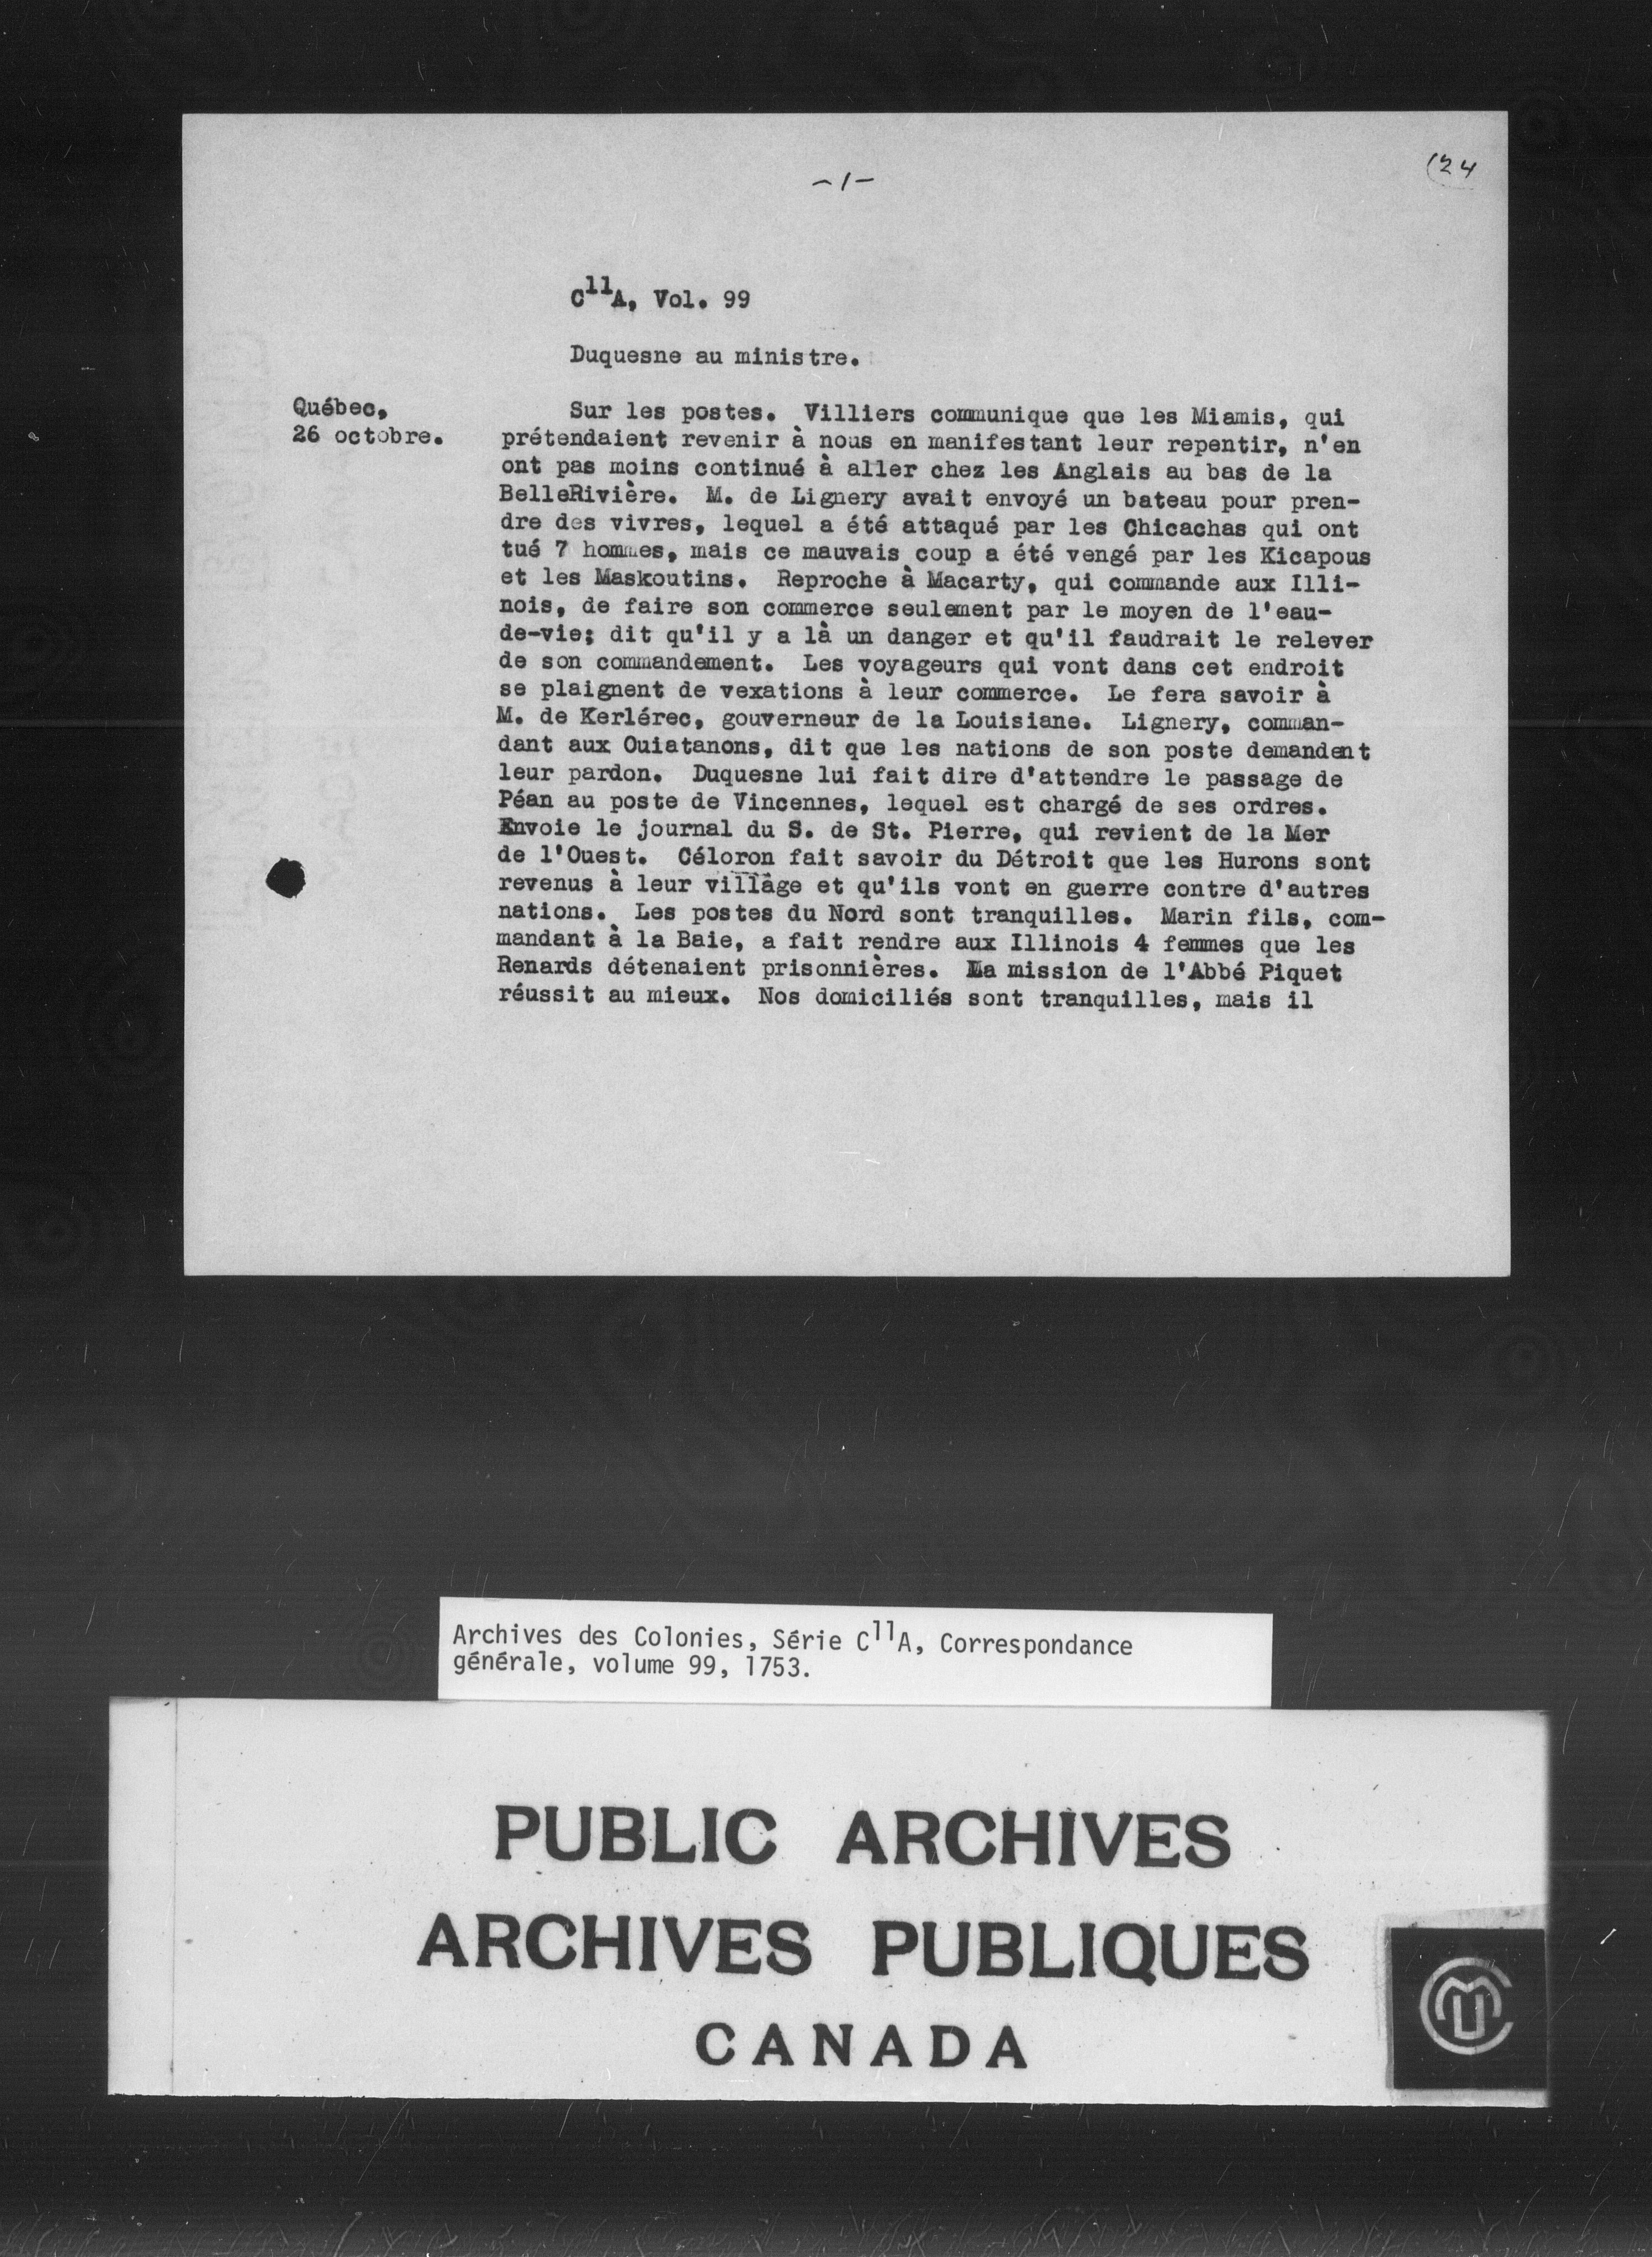 -1-
124
C11A, Vol. 99
Duquesne au ministre.
Québec,
26 octobre.
Sur les postes. Villiers communique que les Miamis, qui
prétendaient revenir à nous en manifestant leur repentir, n'en
ont pas moins continué à aller chez les Anglais au bas de la
BelleRivière. M. de Lignery avait envoyé un bateau pour pren-
dre des vivres, lequel a été attaqué par les Chicachas qui ont
tué 7 hommes, mais ce mauvais coup a été vengé par les Kicapous
et les Maskoutins. Reproche à Macarty, qui commande aux Illi-
nois, de faire son commerce seulement par le moyen de l'eau-
de-vie; dit qu'il y a là un danger et qu'il faudrait le relever
de son commandement. Les voyageurs qui vont dans cet endroit
se plaignent de vexations à leur commerce. Le fera savoir à
M. de Kerlérec, gouverneur de la Louisiane. Lignery, comman-
dant aux Ouiatanons, dit que les nations de son poste demandent
leur pardon. Duquesne lui fait dire d'attendre le passage de
Péan au poste de Vincennes, lequel est chargé de ses ordres.
Envoie le journal du S. de St. Pierre, qui revient de la Mer
de l'Ouest. Céloron fait savoir du Détroit que les Hurons sont
revenus à leur village et qu'ils vont en guerre contre d'autres
nations. Les postes du Nord sont tranquilles. Marin fils, com-
mandant à la Baie, a fait rendre aux Illinois 4 femmes que les
Renards détenaient prisonnières. La mission de l'Abbé Piquet
réussit au mieux. Nos domiciliés sont tranquilles, mais il
Archives des Colonies, Série C11A, Correspondance
générale, volume 99, 1753.
PUBLIC ARCHIVES
ARCHIVES PUBLIQUES
CANADA